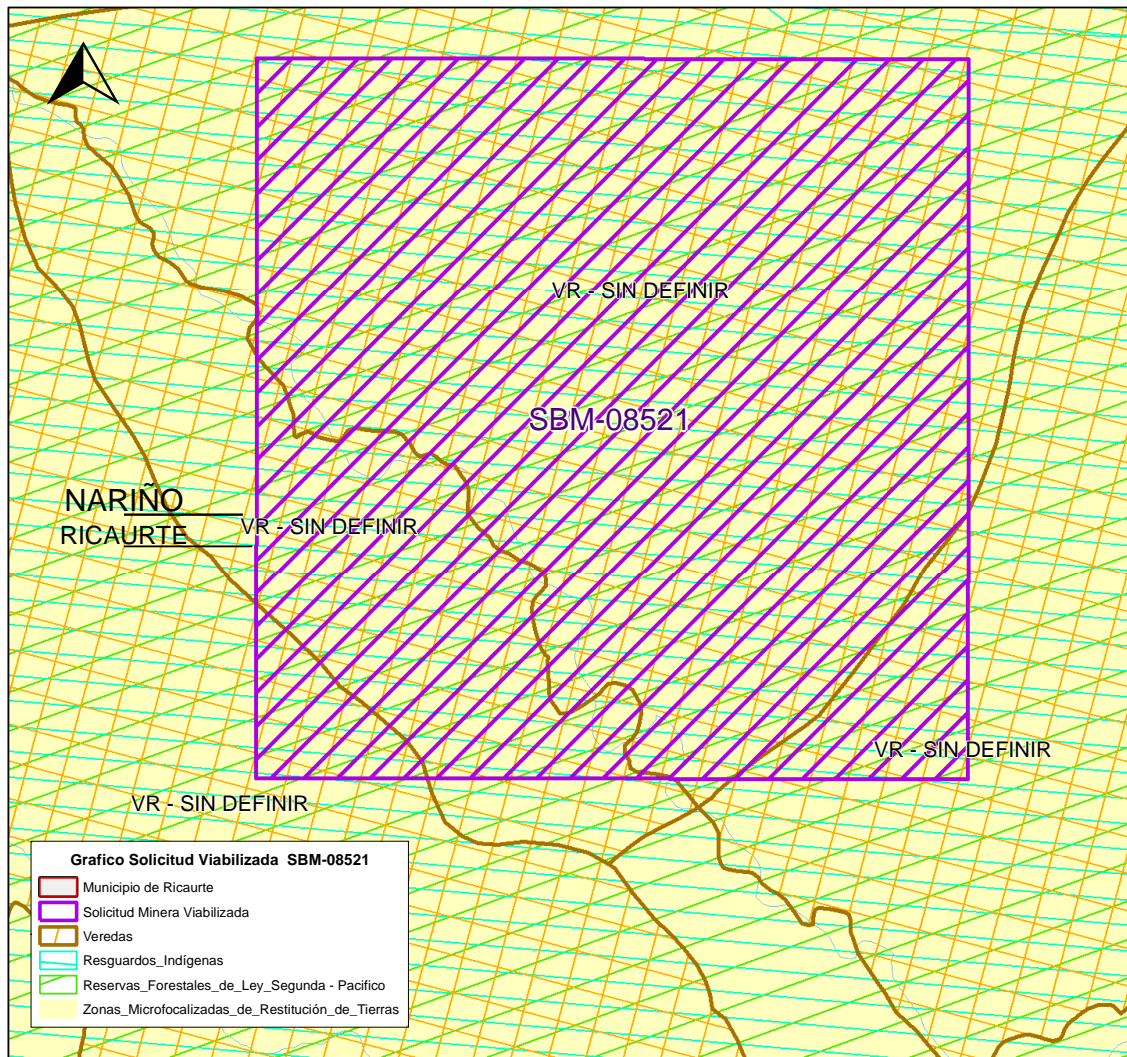 VR - SIN DEFINIR
SBM-08521
NARIÑO
RICAURTE
VR - SIN DEFINIR
VR - SIN DEFINIR
VR - SIN DEFINIR
Grafico Solicitud Viabilizada SBM-08521
Municipio de Ricaurte
Solicitud Minera Viabilizada
Veredas
Resguardos_Indígenas
Reservas_Forestales_de_Ley_Segunda - Pacifico
Zonas_Microfocalizadas_de_Restitución_de_Tierras